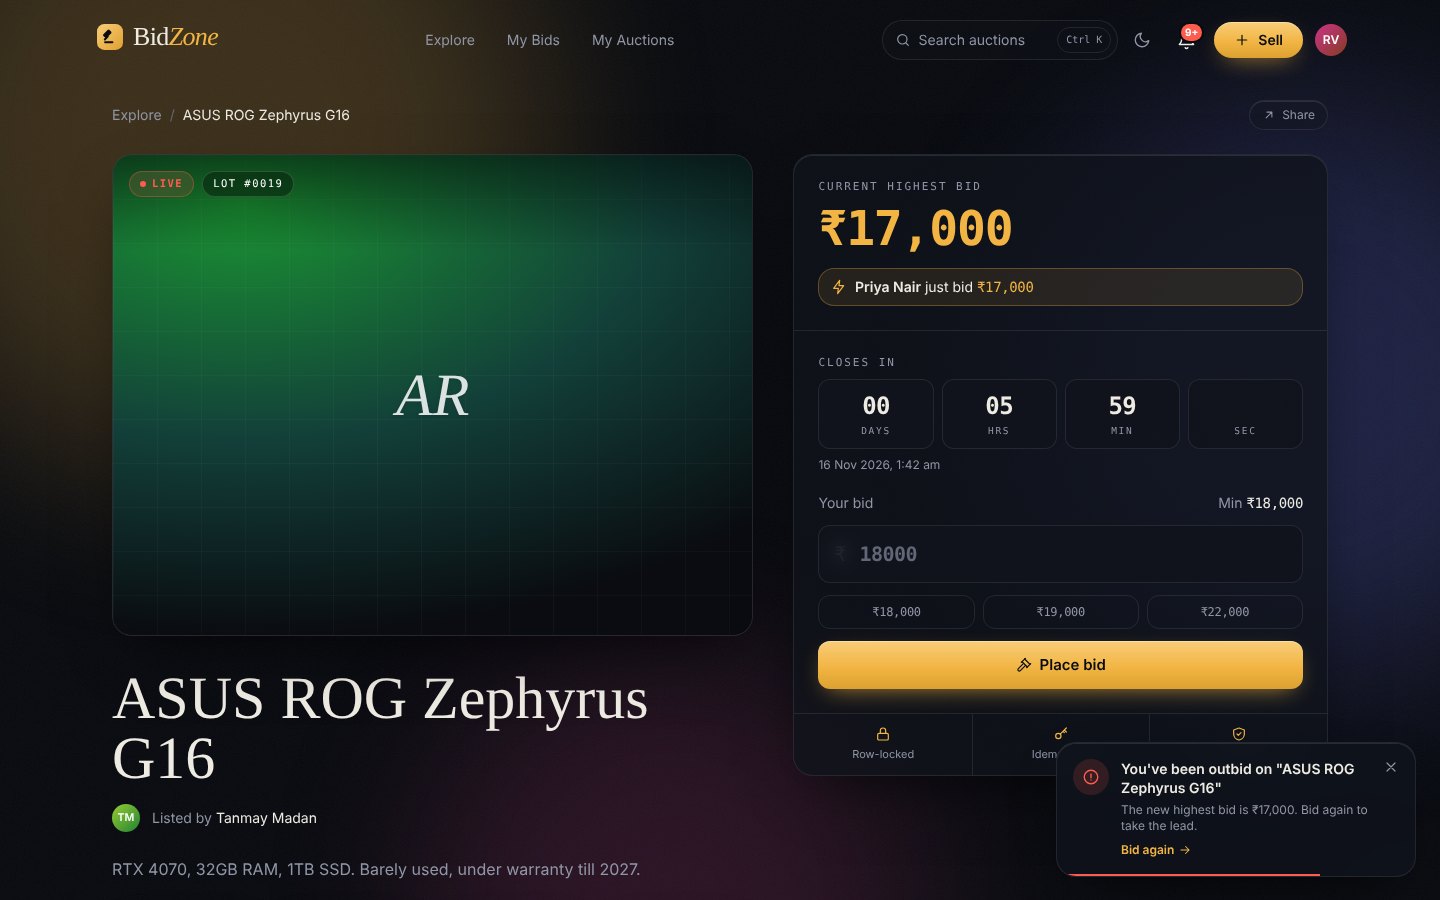 BidZone
Explore
My Bids
My Auctions
Search auctions
Ctrl K
9+
Sell
RV
Explore / ASUS ROG Zephyrus G16
Share
LIVE
LOT #0019
AR
CURRENT HIGHEST BID
₹17,000
Priya Nair just bid ₹17,000
CLOSES IN
00
DAYS
05
HRS
59
MIN
SEC
16 Nov 2026, 1:42 am
Your bid
Min ₹18,000
₹ 18000
₹18,000
₹19,000
₹22,000
Place bid
Row-locked
ASUS ROG Zephyrus
G16
TM
Listed by Tanmay Madan
RTX 4070, 32GB RAM, 1TB SSD. Barely used, under warranty till 2027.
You've been outbid on "ASUS ROG
Zephyrus G16"
The new highest bid is ₹17,000. Bid again to
take the lead.
Bid again →